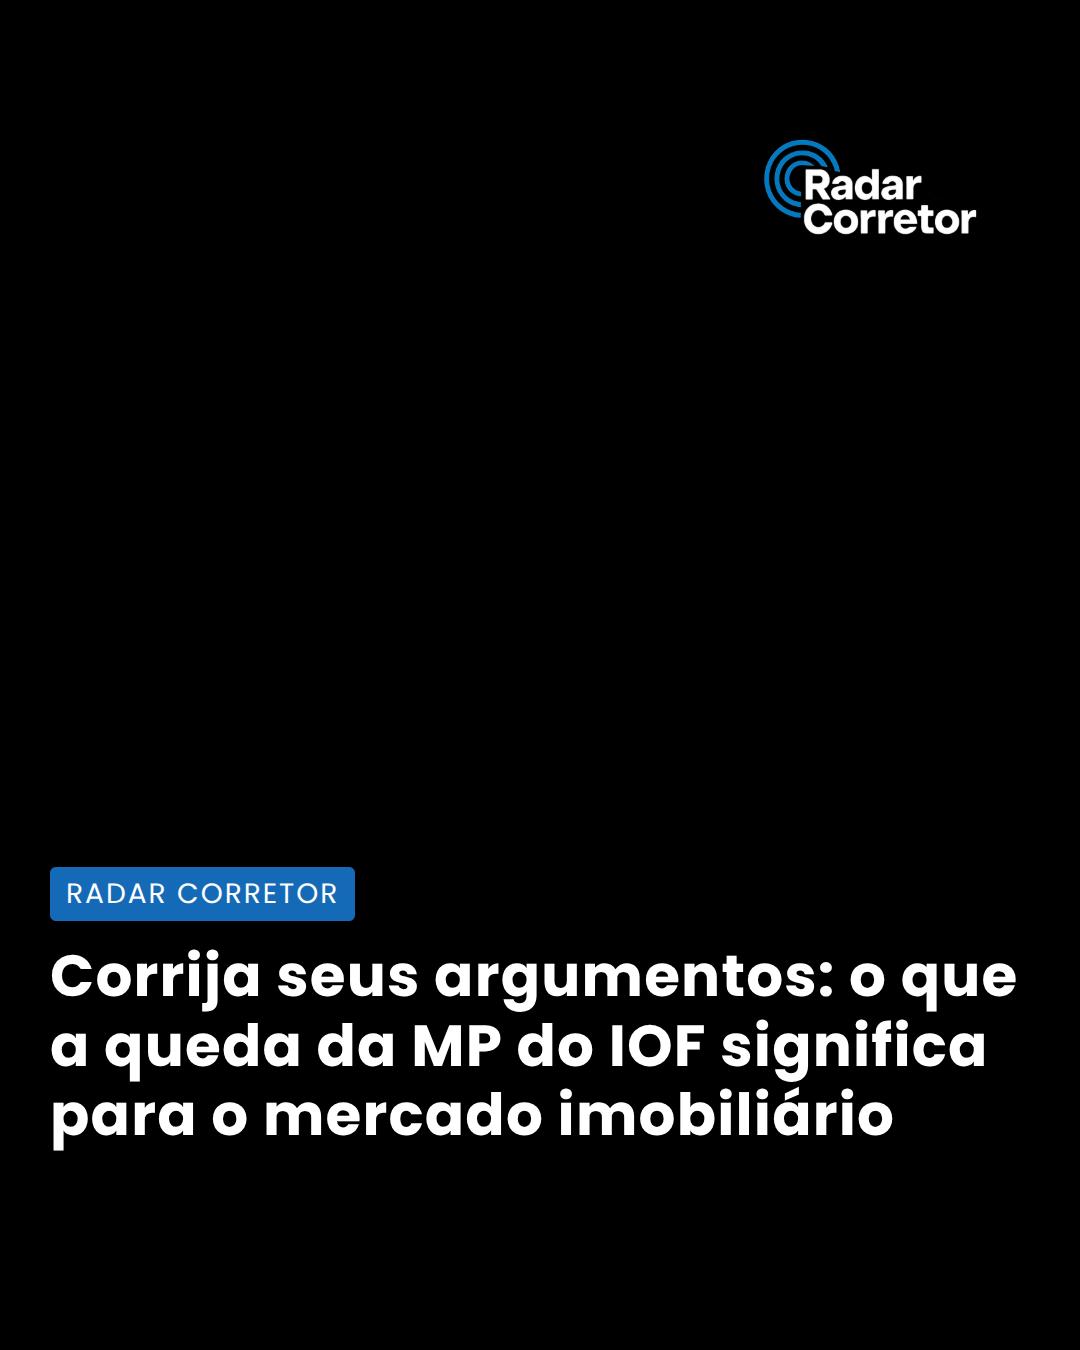 Radar
Corretor
RADAR CORRETOR
Corrija seus argumentos: o que
a queda da MP do IOF significa
para o mercado imobiliário